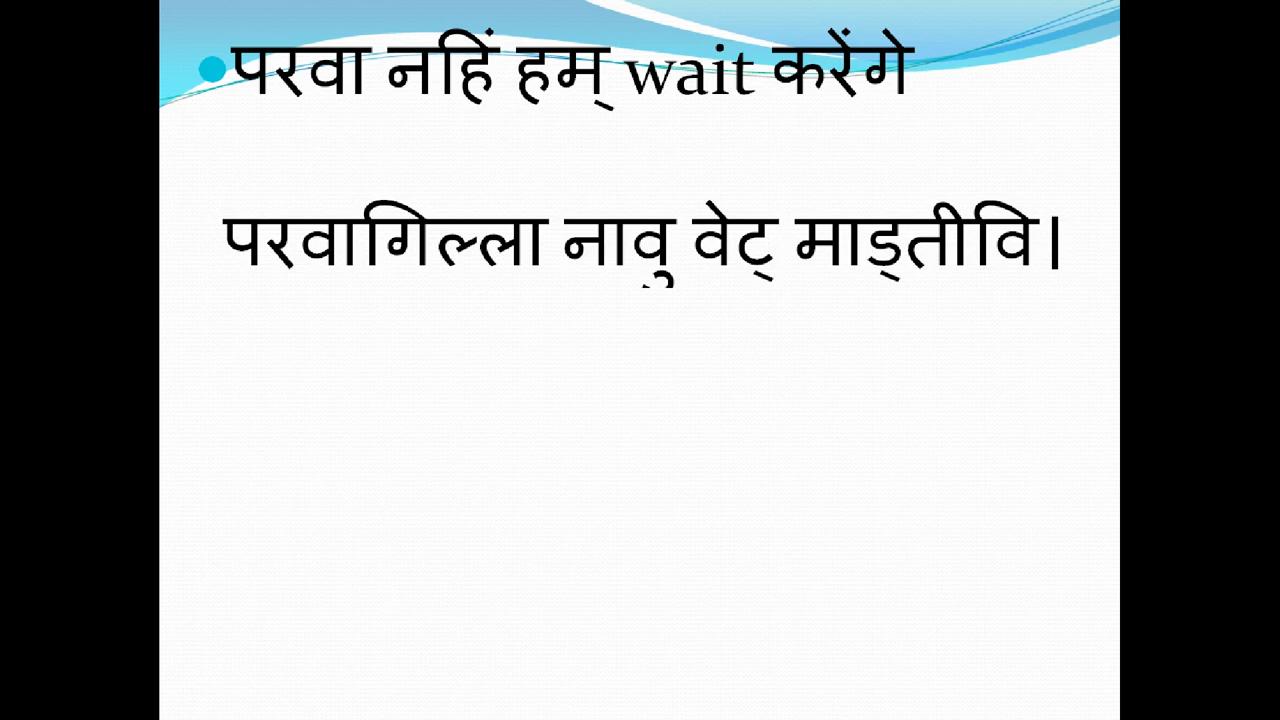 परवा नहिं हम् wait करेंगे
परवागिल्ला नावु वेट् माड्तीवि।